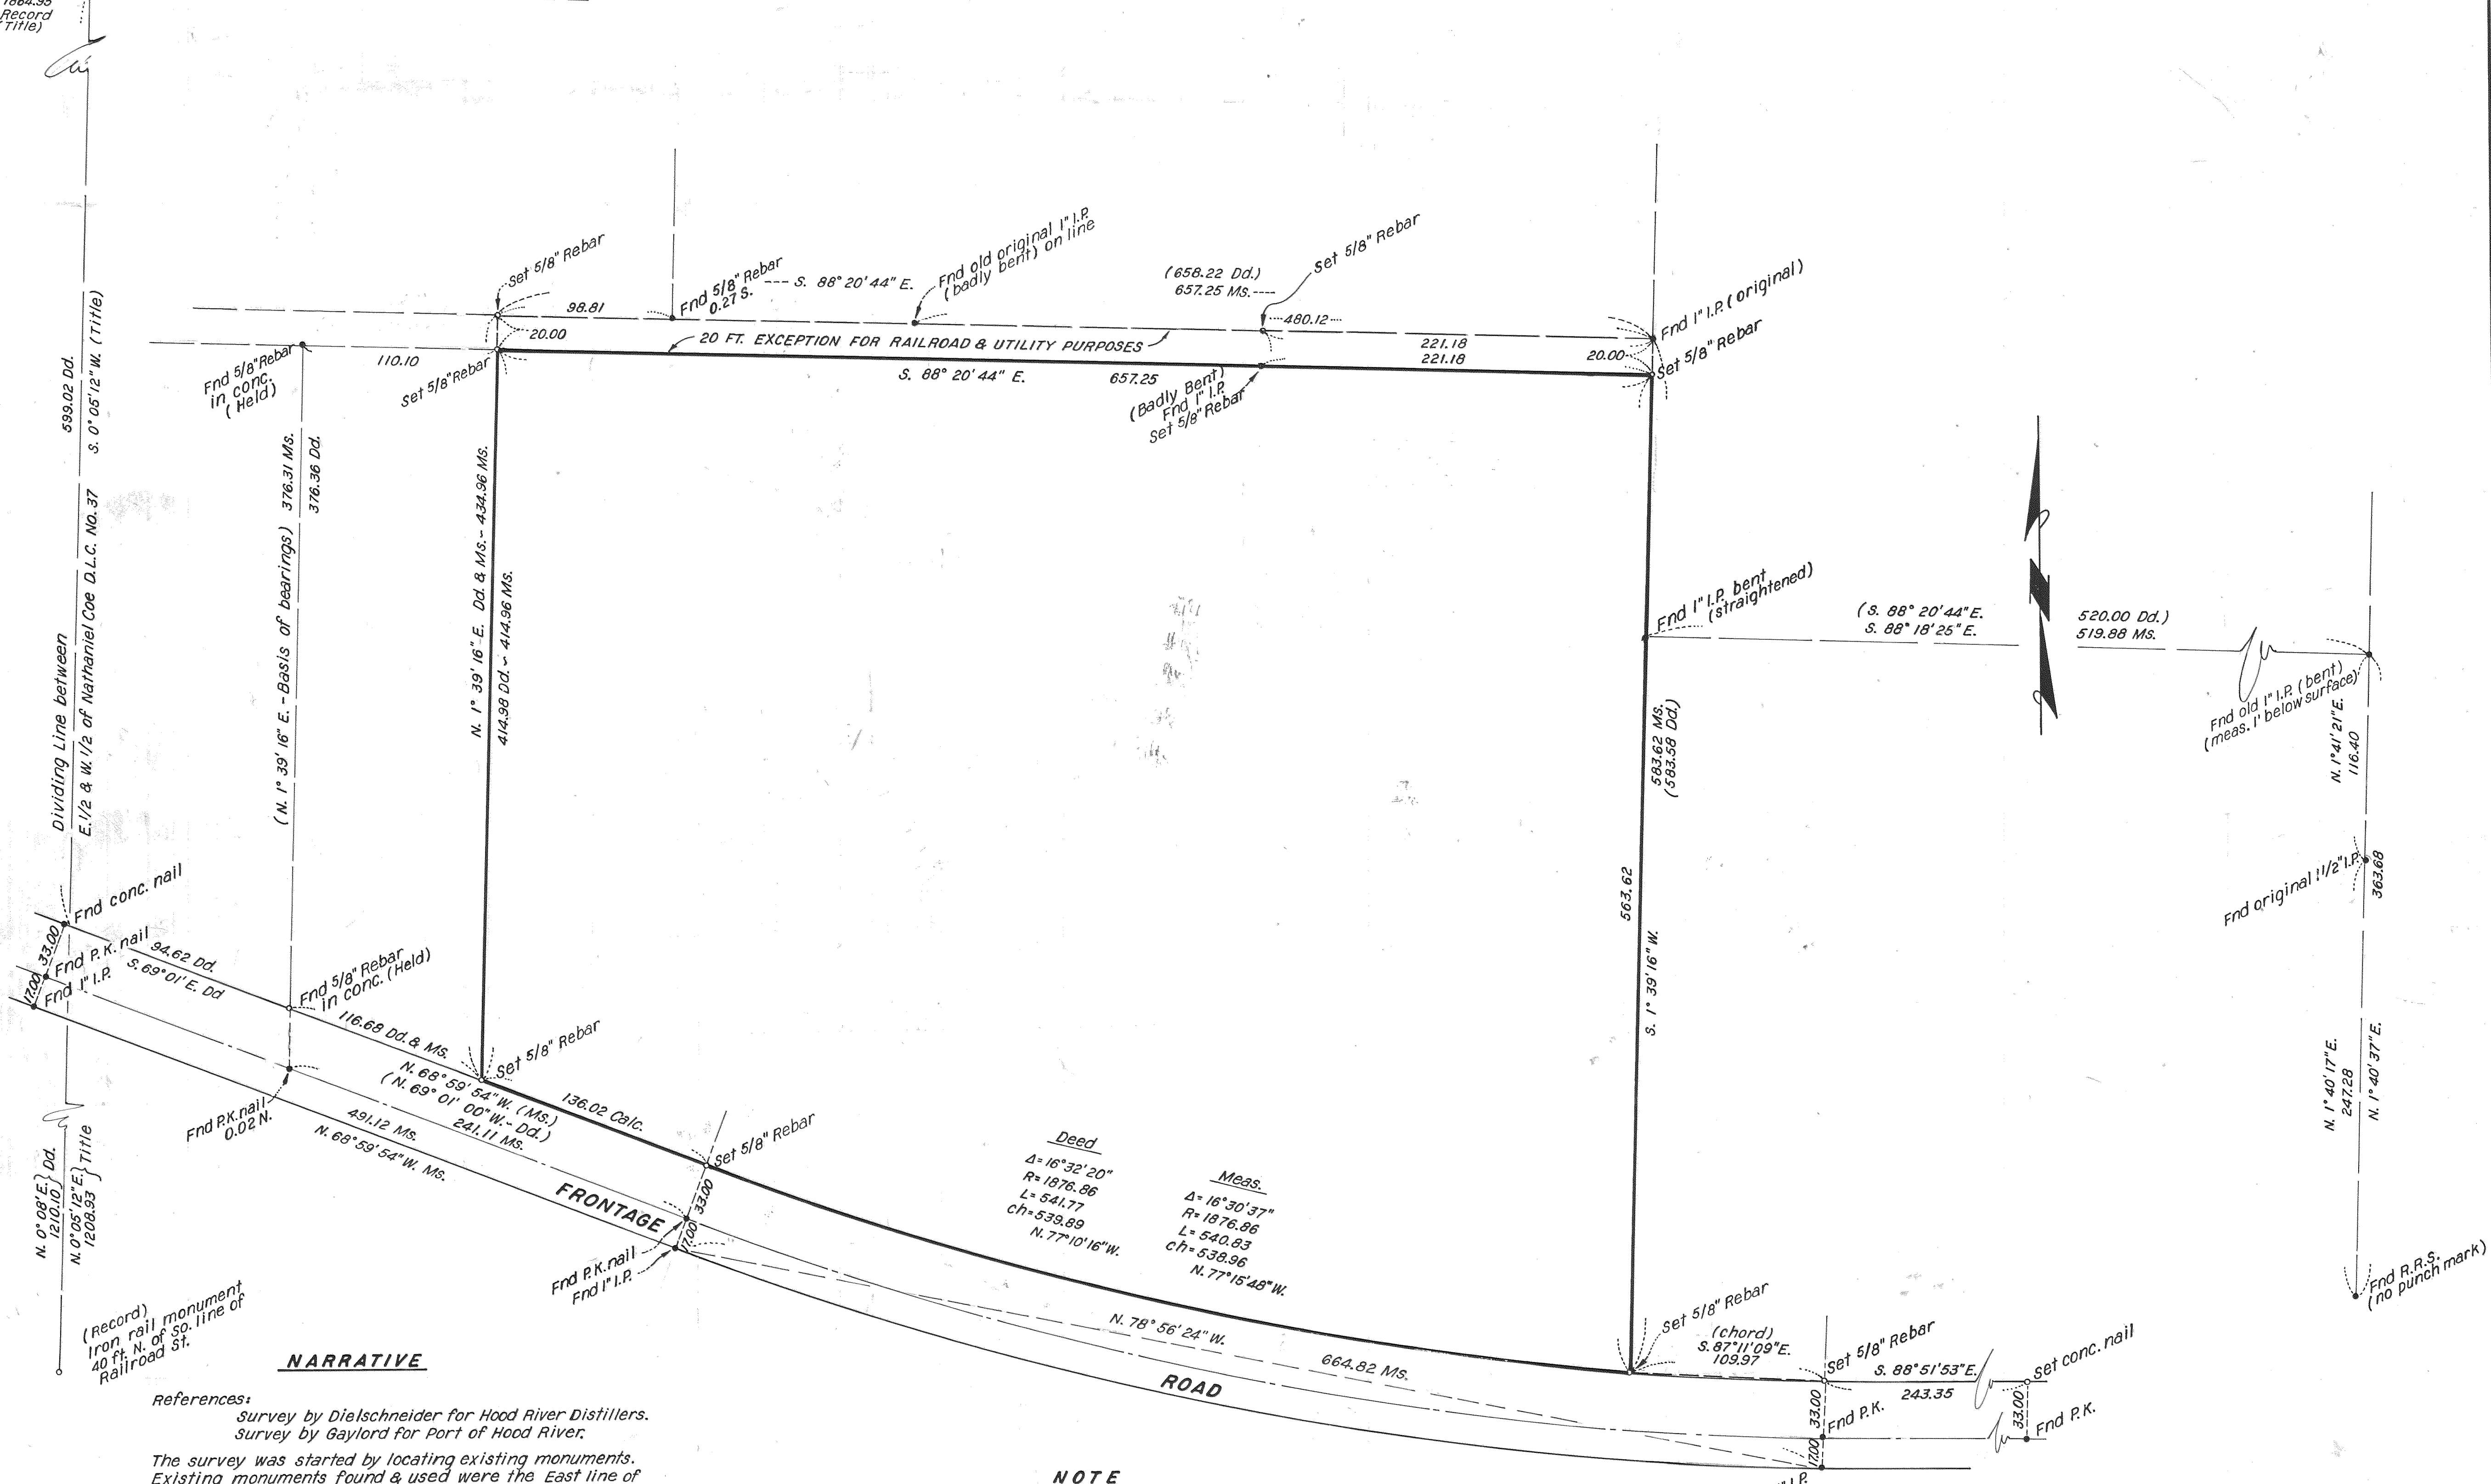 1864.95
Record
(Title)
599.02 Dd.
S. 0° 05' 12" W. (Title)
Dividing Line between
E. 1/2 & W. 1/2 of Nathaniel Coe D.L.C. No. 37
Set 5/8" Rebar
98.81
Fnd 5/8" Rebar
0.27 S.
--- S. 88° 20' 44" E.
Fnd old original 1" I.P.
(badly bent) on line
(658.22 Dd.)
657.25 Ms.----
Set 5/8" Rebar
---480.12---
Fnd 1" I.P. (original)
20.00
20 FT. EXCEPTION FOR RAILROAD & UTILITY PURPOSES
221.18
221.18
20.00
Set 5/8" Rebar
110.10
Fnd 5/8" Rebar
in conc.
(Held)
Set 5/8" Rebar
S. 88° 20' 44" E.
657.25
(Badly Bent)
Fnd 1" I.P.
Set 5/8" Rebar
(N. 1° 39' 16" E. - Basis of bearings)
376.31 Ms.
376.36 Dd.
N. 1° 39' 16" E. Dd. & Ms. ~ 434.96 Ms.
414.98 Dd. ~ 414.96 Ms.
Fnd 1" I.P. bent
(straightened)
(S. 88° 20' 44" E.
520.00 Dd.)
S. 88° 18' 25" E.
519.88 Ms.
N
Fnd old 1" I.P. (bent)
(meas. 1' below surface)
N. 1° 41' 21" E.
116.40
583.62 Ms.
(583.58 Dd.)
563.62
S. 1° 39' 16" W.
Fnd original 1 1/2" I.P.
363.68
N. 1° 40' 17" E.
247.28
N. 1° 40' 37" E.
Fnd R.R.S.
(no punch mark)
Fnd conc. nail
33.00
Fnd P.K. nail
17.00
Fnd 1" I.P.
94.62 Dd.
S. 69° 01' E. Dd
Fnd 5/8" Rebar
in conc. (Held)
116.68 Dd. & Ms.
N. 68° 59' 54" W. (Ms.)
(N. 69° 01' 00" W. - Dd.)
241.11 Ms.
Set 5/8" Rebar
136.02 Calc.
Set 5/8" Rebar
Fnd P.K. nail
0.02 N.
491.12 Ms.
N. 68° 59' 54" W. Ms.
33.00
17.00
Fnd P.K. nail
Fnd 1" I.P.
FRONTAGE
ROAD
Deed
Δ= 16° 32' 20"
R= 1876.86
L= 541.77
ch= 539.89
N. 77° 10' 16" W.
Meas.
Δ= 16° 30' 37"
R= 1876.86
L= 540.83
ch= 538.96
N. 77° 15' 48" W.
N. 78° 56' 24" W.
664.82 Ms.
Set 5/8" Rebar
(chord)
S. 87° 11' 09" E.
109.97
Set 5/8" Rebar
S. 88° 51' 53" E.
243.35
Set conc. nail
33.00
Fnd P.K.
33.00
Fnd P.K.
17.00
I.P.
N. 0° 08' E. } Dd.
1210.10
N. 0° 05' 12" E. } Title
1208.93
(Record)
Iron rail monument
40 ft. N. of So. line of
Railroad St.
NARRATIVE
References:
Survey by Dielschneider for Hood River Distillers.
Survey by Gaylord for Port of Hood River.
The survey was started by locating existing monuments.
Existing monuments found & used were the East line of
NOTE